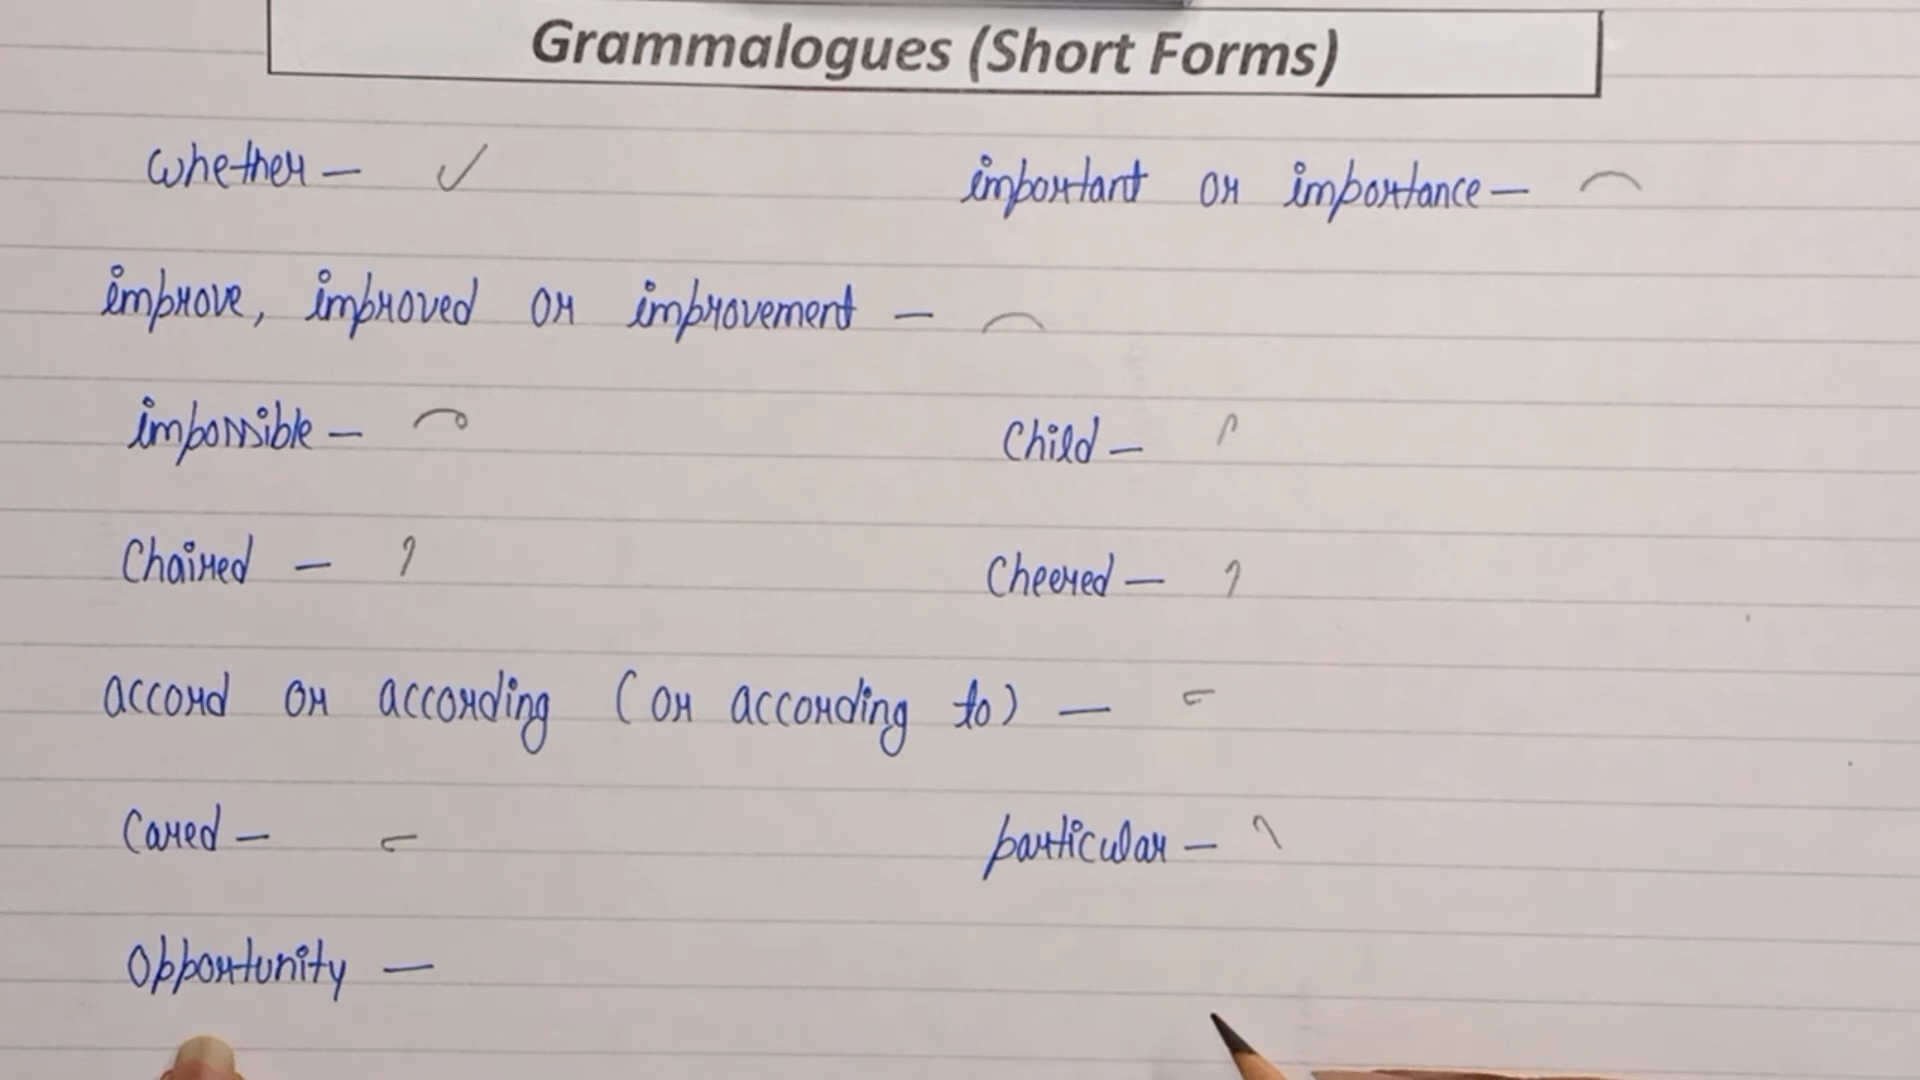 Grammalogues (Short Forms)
Whether – important or importance –
improve, improved or improvement –
impossible – Child –
Chaired – Cheered –
accord or according (or according to) –
Cared – particular –
Opportunity –